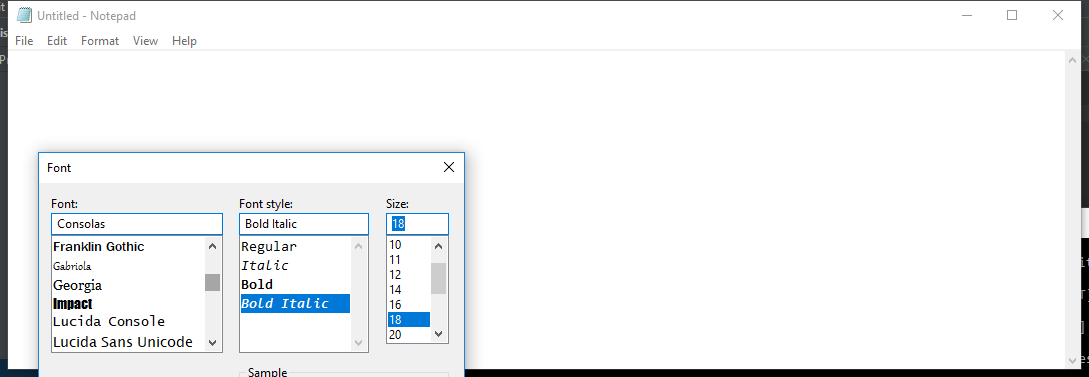 Untitled - Notepad
File Edit Format View Help
Font
Font: Font style: Size:
Consolas Bold Italic 18
Franklin Gothic Regular 10
Gabriola Italic 11
Georgia Bold 12
Impact Bold Italic 14
Lucida Console 16
Lucida Sans Unicode 18
20
Sample